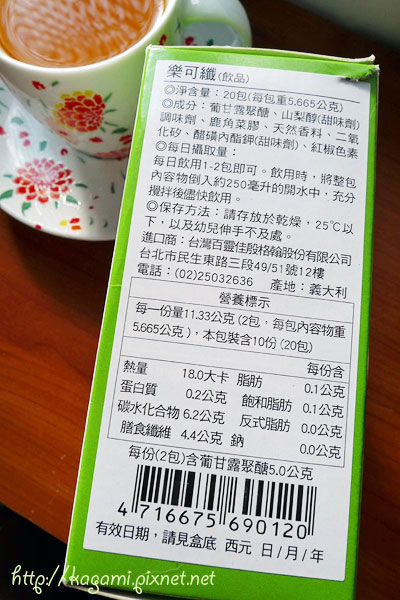 樂可纖(飲品)
◎淨含量：20包(每包重5.665公克)
◎成分：葡甘露聚醣、山梨醇(甜味劑)
調味劑、鹿角菜膠、天然香料、二氧
化矽、醋磺內酯鉀(甜味劑)、紅椒色素
◎每日攝取量：
每日飲用1-2包即可。飲用時，將整包
內容物倒入約250毫升的開水中，充分
攪拌後儘快飲用。
◎保存方法：請存放於乾燥，25℃以
下，以及幼兒伸手不及處。
進口商：台灣百靈佳殷格翰股份有限公司
台北市民生東路三段49/51號12樓
電話：(02)25032636 產地：義大利
營養標示
每一份量11.33公克(2包，每包內容物重
5.665公克)，本包裝含10份(20包)
每份含
熱量 18.0大卡 脂肪 0.1公克
蛋白質 0.2公克 飽和脂肪 0.1公克
碳水化合物 6.2公克 反式脂肪 0.0公克
膳食纖維 4.4公克 鈉 0.0公克
每份(2包)含葡甘露聚醣5.0公克
4 716675 690120
有效日期，請見盒底 西元 日/月/年
http://kagami.pixnet.net